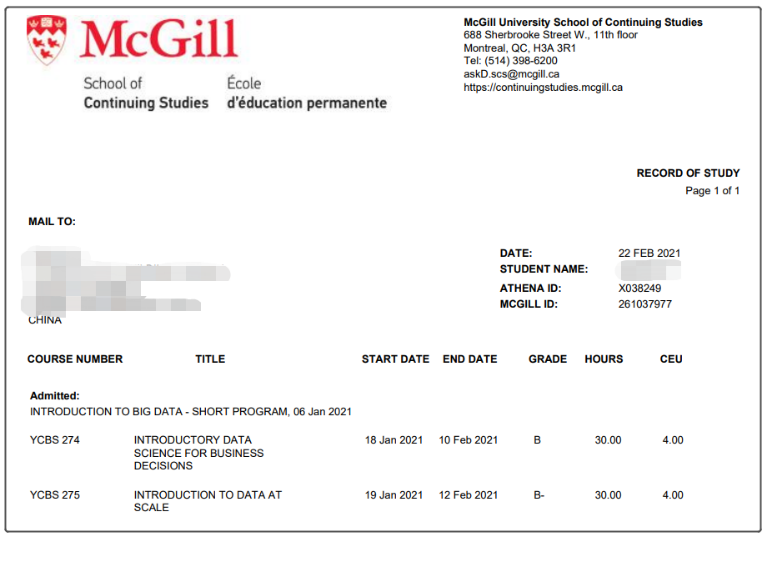 McGill
School of
Continuing Studies
École
d'éducation permanente
McGill University School of Continuing Studies
688 Sherbrooke Street W., 11th floor
Montreal, QC, H3A 3R1
Tel: (514) 398-6200
askD.scs@mcgill.ca
https://continuingstudies.mcgill.ca
RECORD OF STUDY
Page 1 of 1
MAIL TO:
CHINA
DATE: 22 FEB 2021
STUDENT NAME:
ATHENA ID: X038249
MCGILL ID: 261037977
COURSE NUMBER TITLE START DATE END DATE GRADE HOURS CEU
Admitted:
INTRODUCTION TO BIG DATA - SHORT PROGRAM, 06 Jan 2021
YCBS 274 INTRODUCTORY DATA 18 Jan 2021 10 Feb 2021 B 30.00 4.00
SCIENCE FOR BUSINESS
DECISIONS
YCBS 275 INTRODUCTION TO DATA AT 19 Jan 2021 12 Feb 2021 B- 30.00 4.00
SCALE